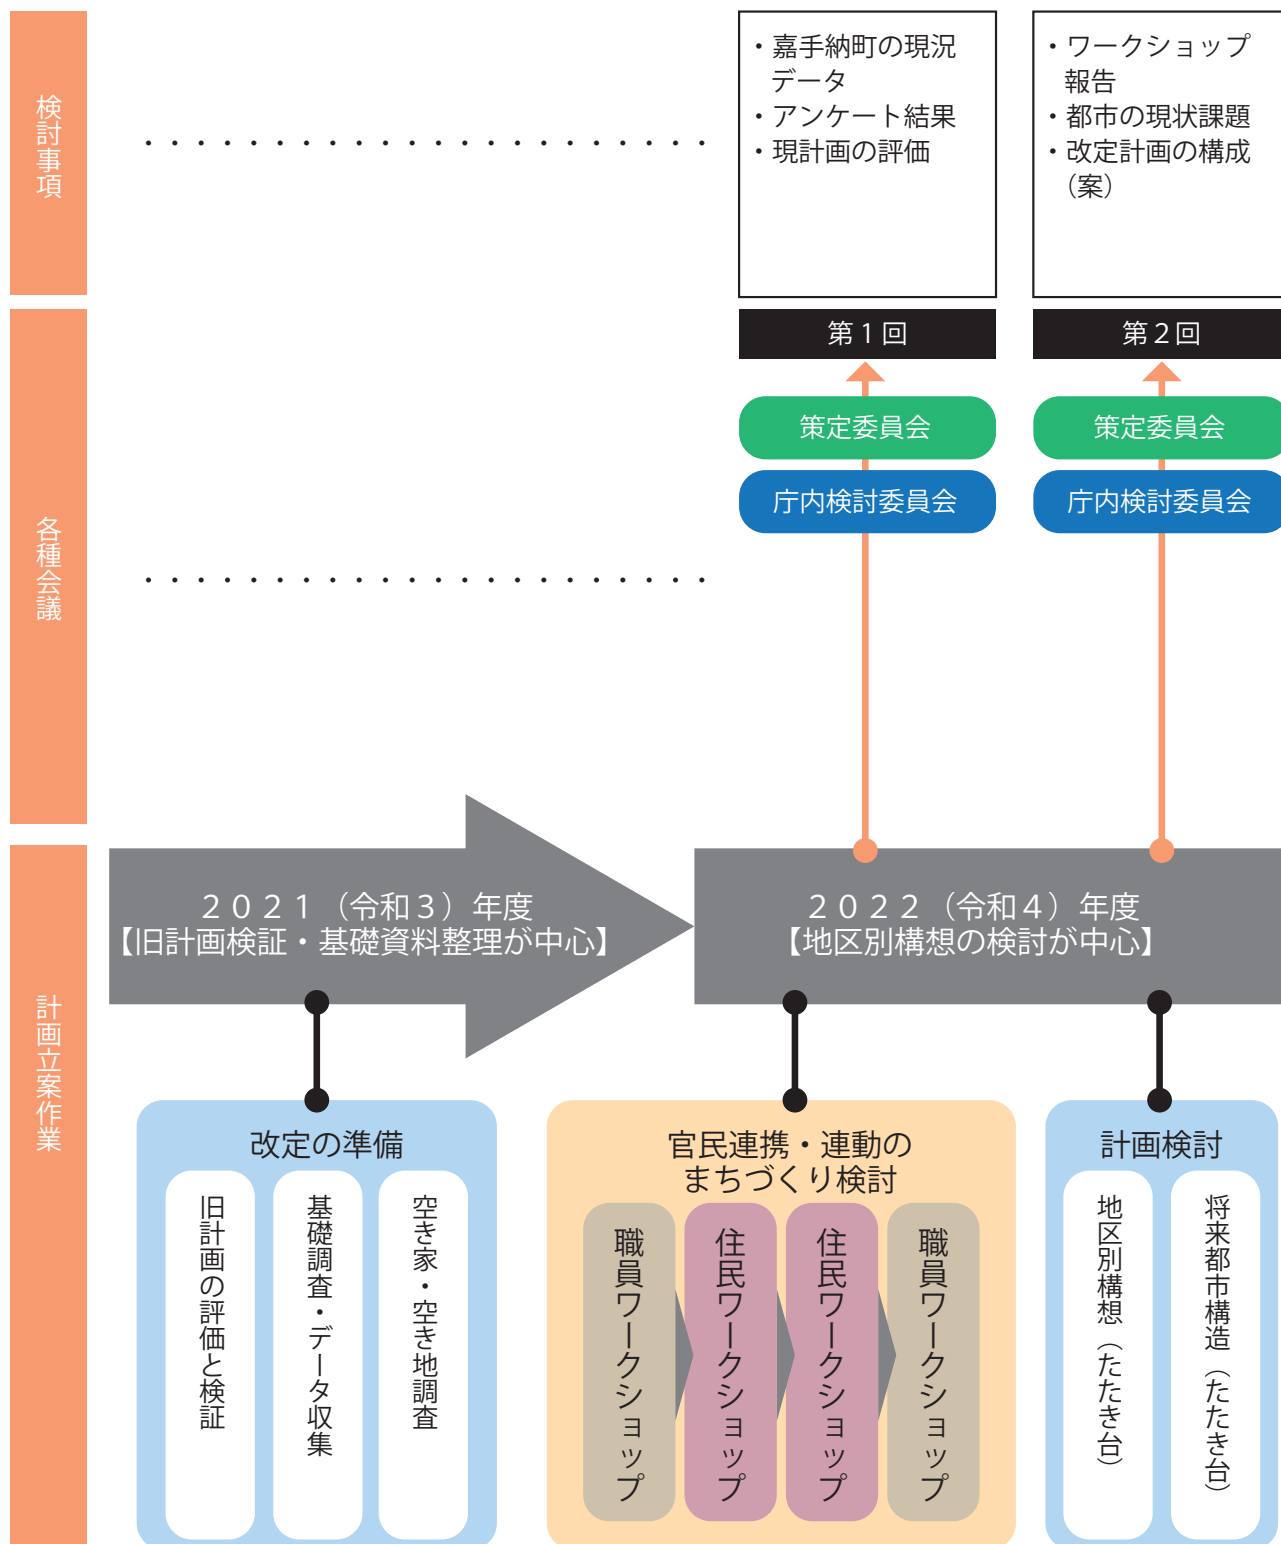 検討事項
・嘉手納町の現況
データ
・アンケート結果
・現計画の評価
・ワークショップ
報告
・都市の現状課題
・改定計画の構成
（案）
各種会議
第１回
策定委員会
庁内検討委員会
第２回
策定委員会
庁内検討委員会
計画立案作業
２０２１（令和３）年度
【旧計画検証・基礎資料整理が中心】
２０２２（令和４）年度
【地区別構想の検討が中心】
改定の準備
旧計画の評価と検証
基礎調査・データ収集
空き家・空き地調査
官民連携・連動の
まちづくり検討
職員ワークショップ
住民ワークショップ
住民ワークショップ
職員ワークショップ
計画検討
地区別構想（たたき台）
将来都市構造（たたき台）